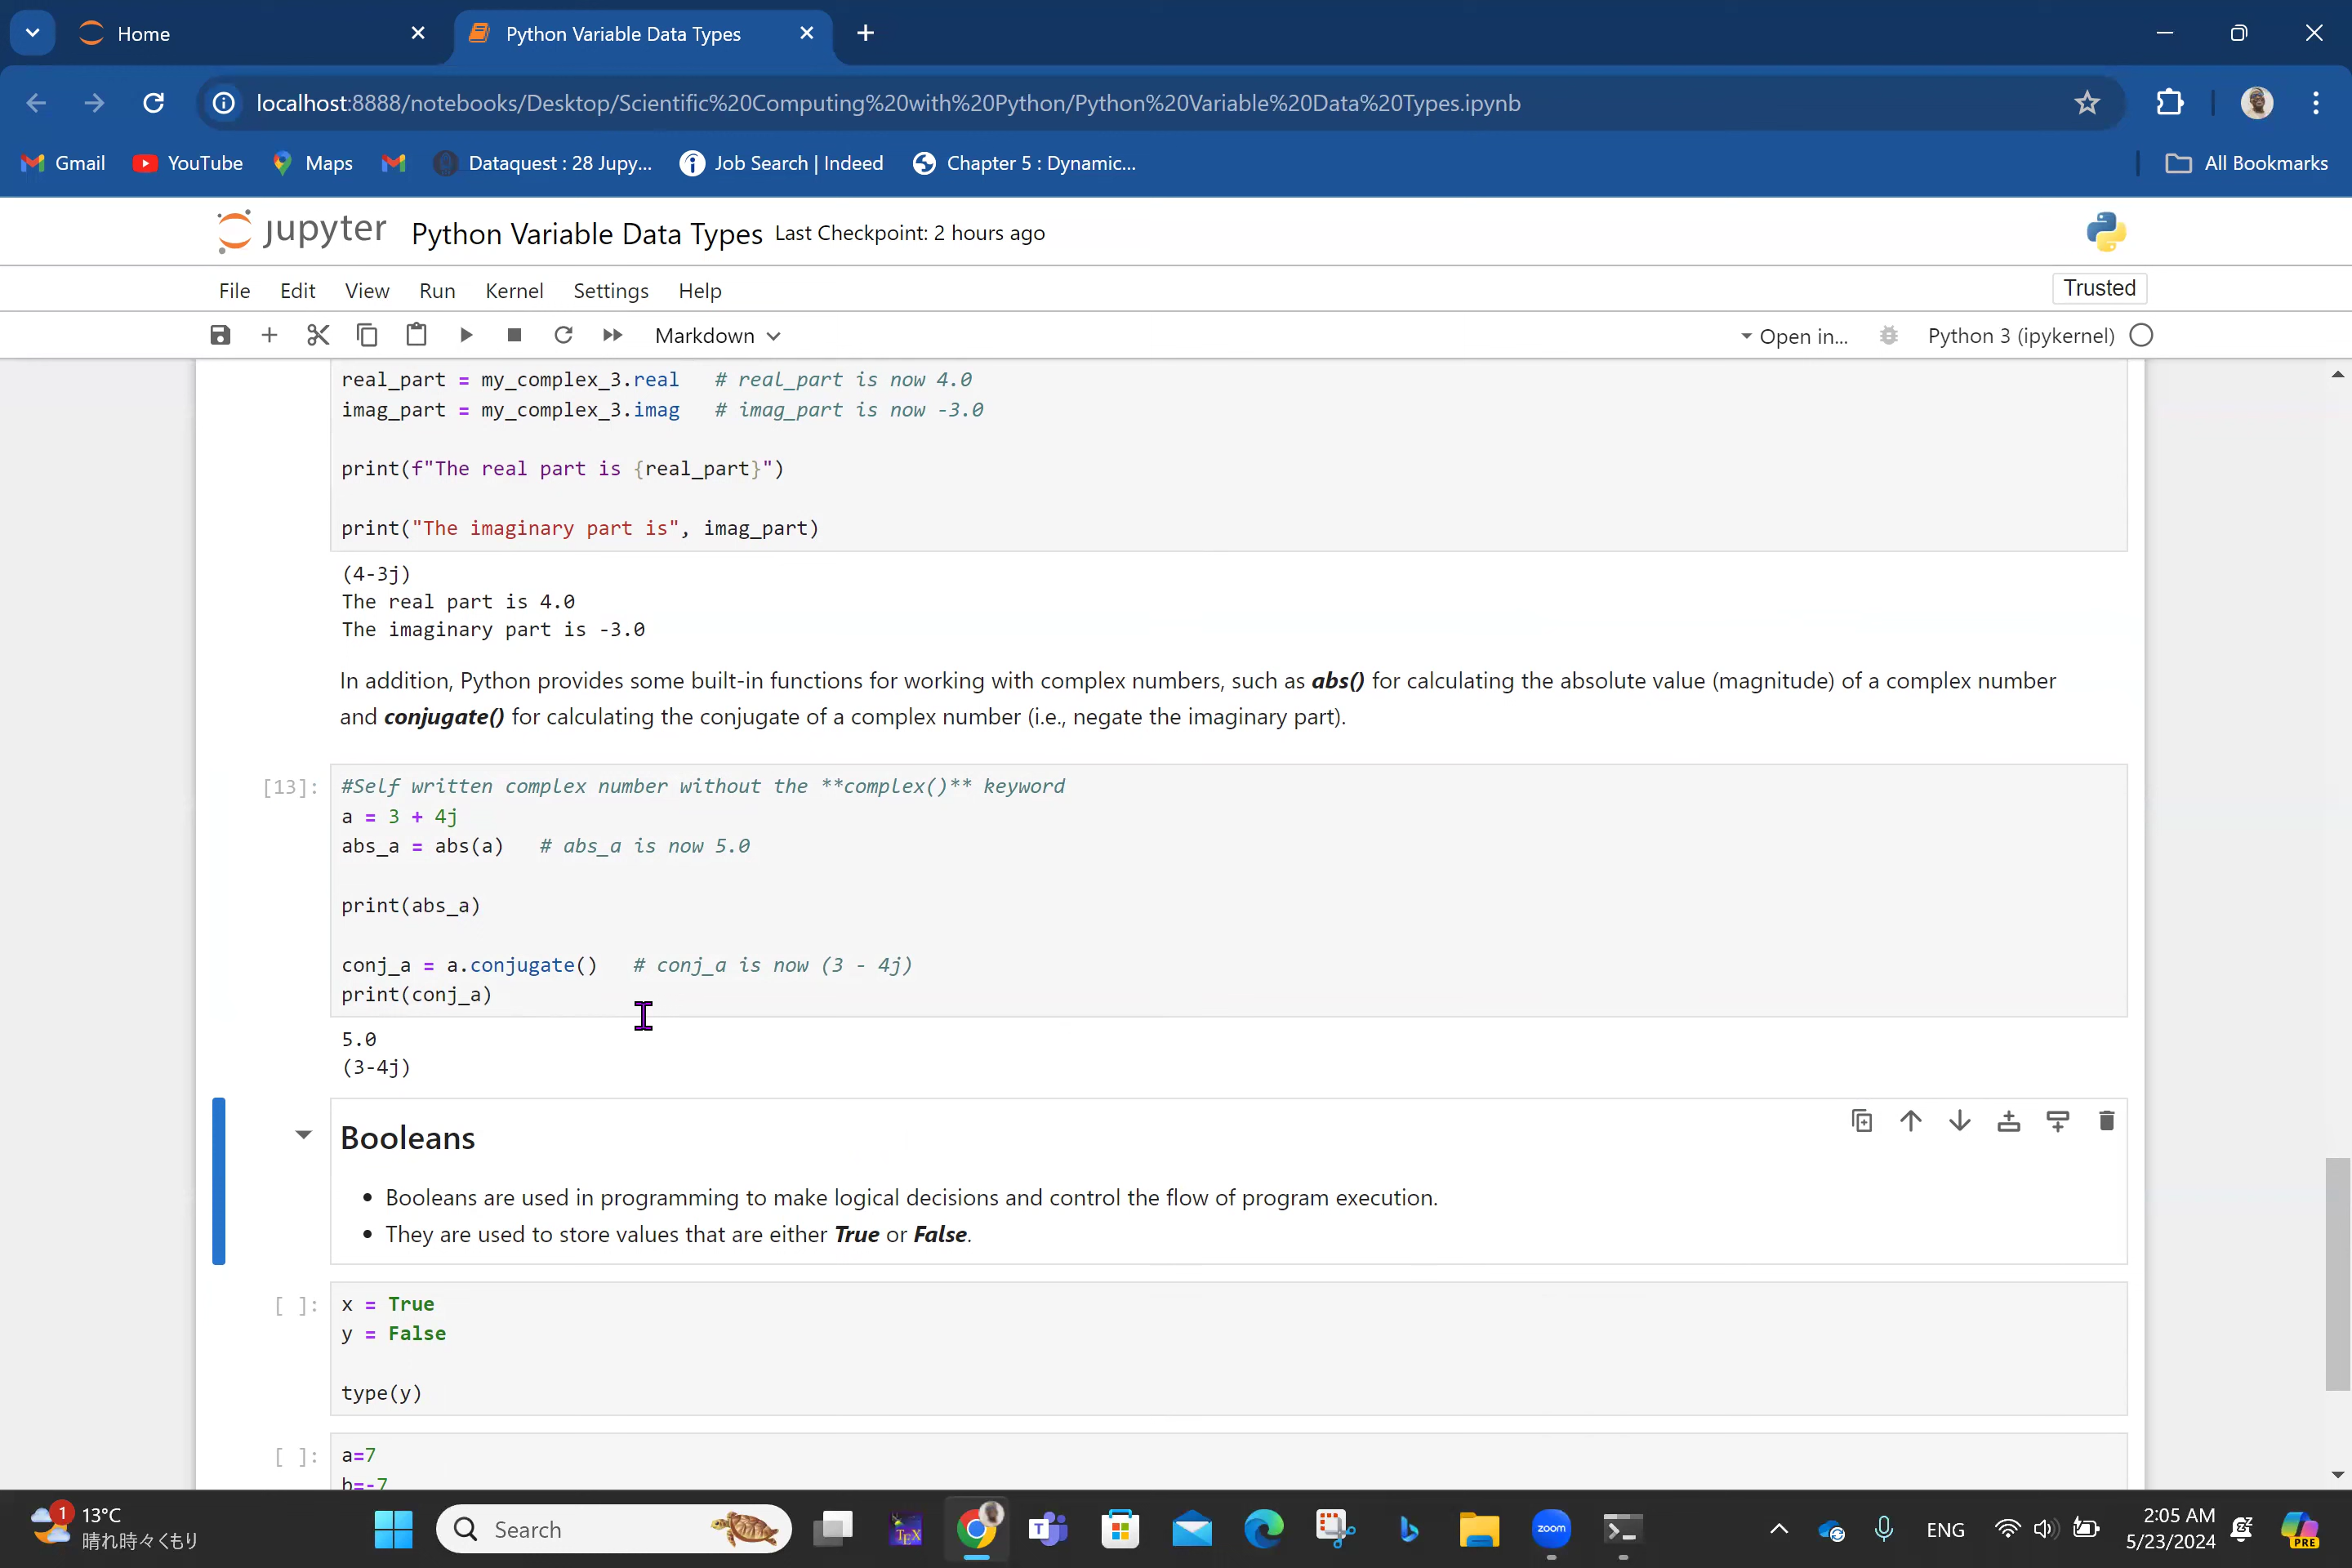 Home
Python Variable Data Types
localhost:8888/notebooks/Desktop/Scientific%20Computing%20with%20Python/Python%20Variable%20Data%20Types.ipynb
Gmail
YouTube
Maps
Dataquest : 28 Jupy...
Job Search | Indeed
Chapter 5 : Dynamic...
All Bookmarks
jupyter
Python Variable Data Types
Last Checkpoint: 2 hours ago
File
Edit
View
Run
Kernel
Settings
Help
Trusted
Markdown
Open in...
Python 3 (ipykernel)
real_part = my_complex_3.real   # real_part is now 4.0
imag_part = my_complex_3.imag   # imag_part is now -3.0
print(f"The real part is {real_part}")
print("The imaginary part is", imag_part)
(4-3j)
The real part is 4.0
The imaginary part is -3.0
In addition, Python provides some built-in functions for working with complex numbers, such as abs() for calculating the absolute value (magnitude) of a complex number
and conjugate() for calculating the conjugate of a complex number (i.e., negate the imaginary part).
[13]:
#Self written complex number without the **complex()** keyword
a = 3 + 4j
abs_a = abs(a)   # abs_a is now 5.0
print(abs_a)
conj_a = a.conjugate()   # conj_a is now (3 - 4j)
print(conj_a)
5.0
(3-4j)
Booleans
• Booleans are used in programming to make logical decisions and control the flow of program execution.
• They are used to store values that are either True or False.
[ ]:
x = True
y = False
type(y)
[ ]:
a=7
b=-7
1
13°C
晴れ時々くもり
Search
TEX
T
zoom
ENG
2:05 AM
5/23/2024
PRE